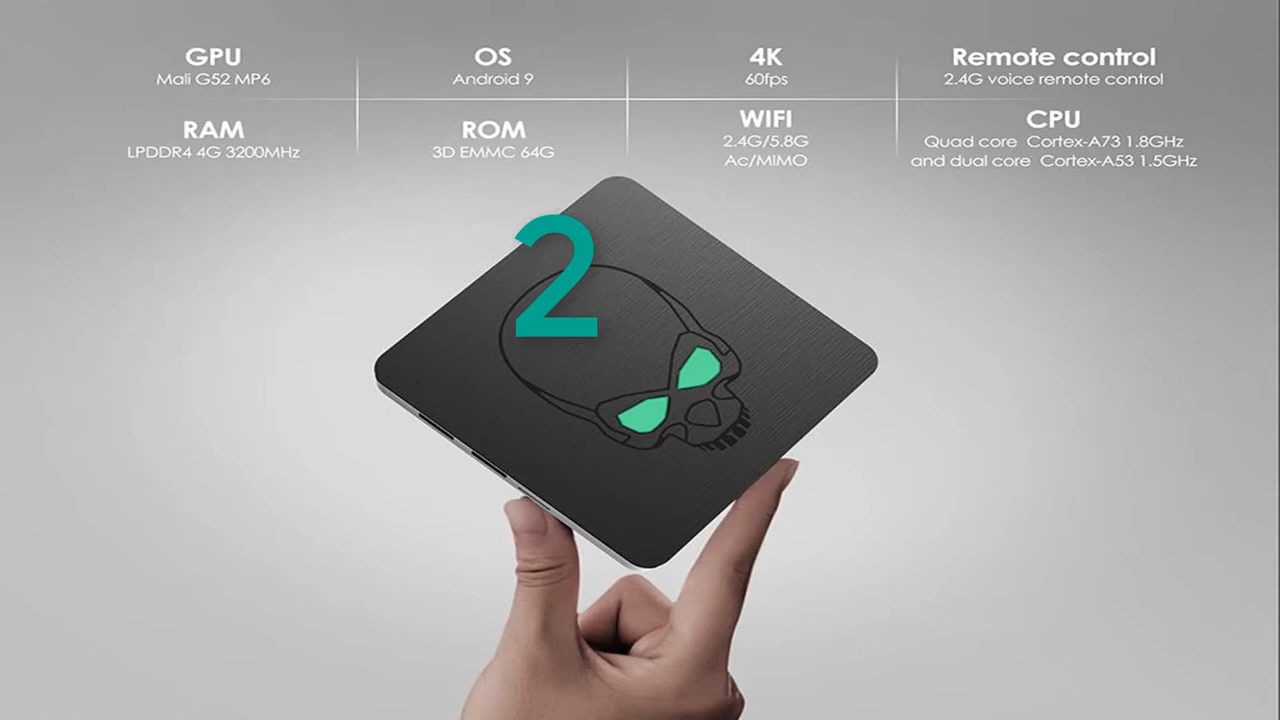 GPU
Mali G52 MP6
OS
Android 9
4K
60fps
Remote control
2.4G voice remote control
RAM
LPDDR4 4G 3200MHz
ROM
3D EMMC 64G
WIFI
2.4G/5.8G
Ac/MIMO
CPU
Quad core Cortex-A73 1.8GHz
and dual core Cortex-A53 1.5GHz
2